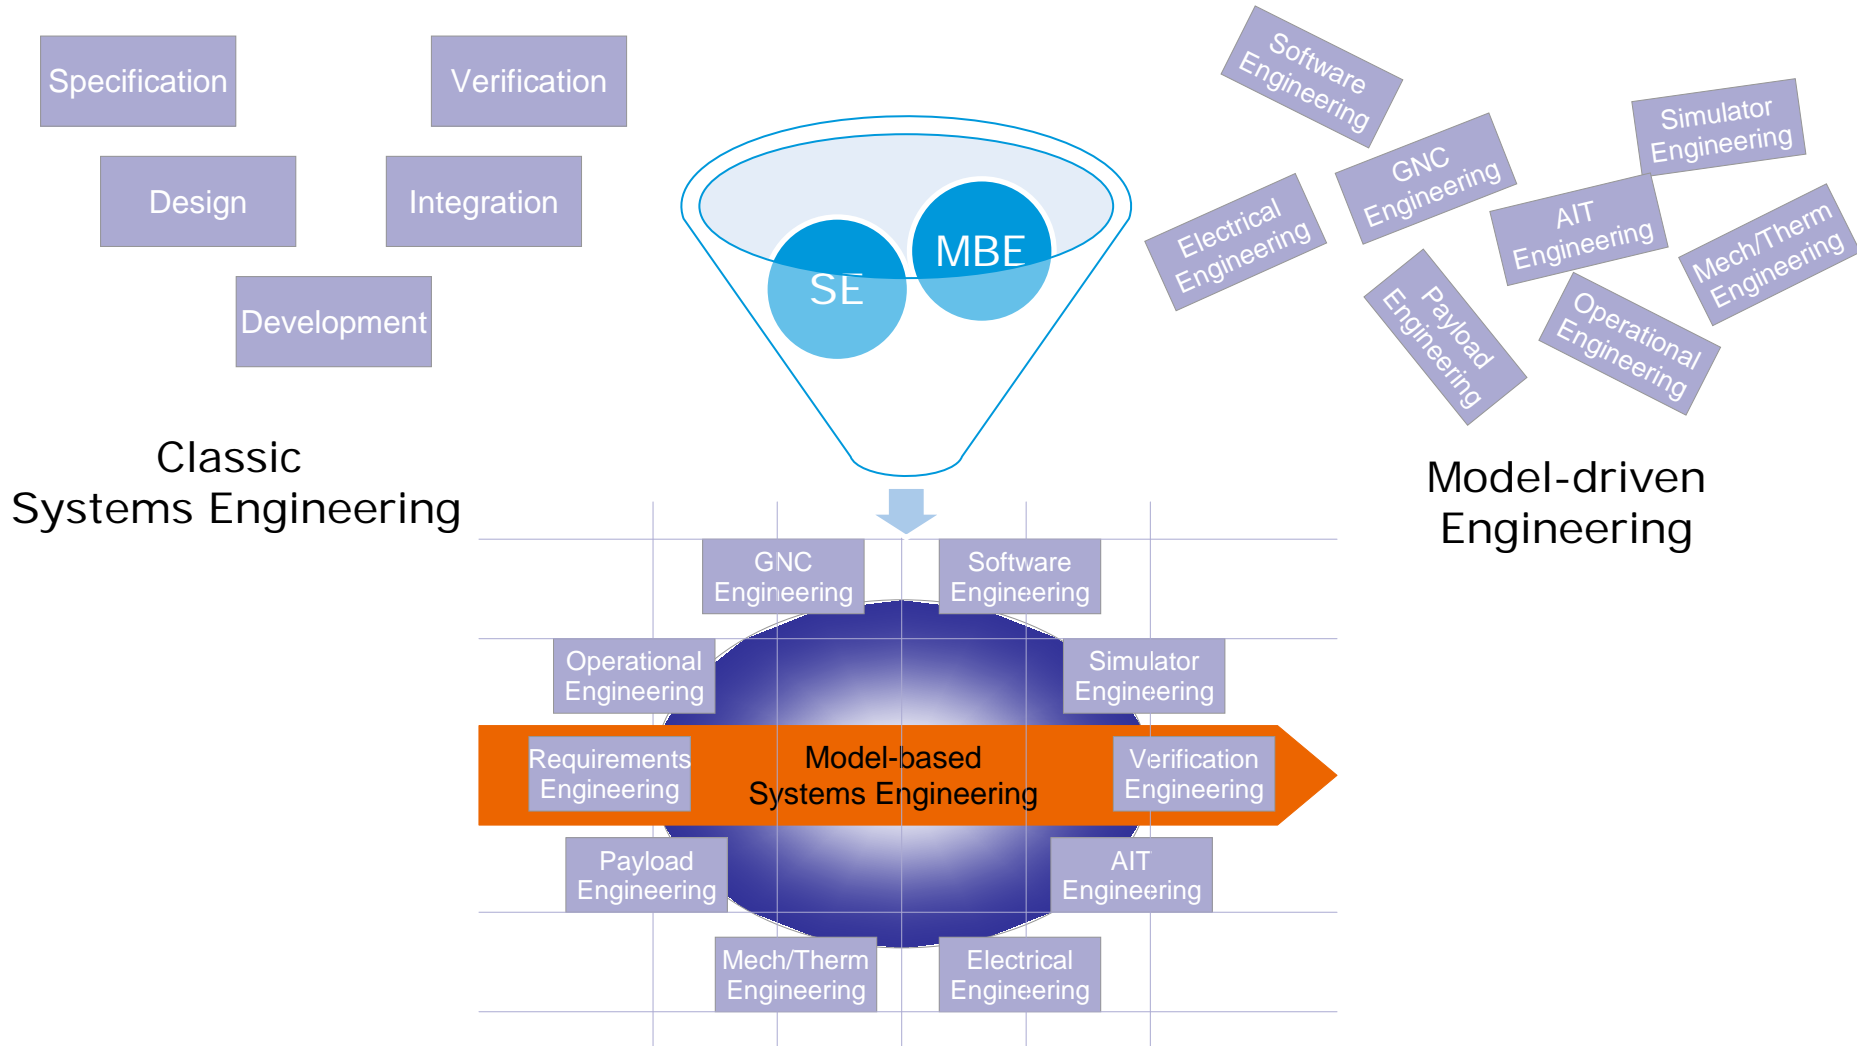 Specification
Verification
Design
Integration
Development
Classic
Systems Engineering
SE
MBE
Software
Engineering
GNC
Engineering
Simulator
Engineering
Electrical
Engineering
AIT
Engineering
Mech/Therm
Engineering
Payload
Engineering
Operational
Engineering
Model-driven
Engineering
GNC
Engineering
Software
Engineering
Operational
Engineering
Simulator
Engineering
Requirements
Engineering
Model-based
Systems Engineering
Verification
Engineering
Payload
Engineering
AIT
Engineering
Mech/Therm
Engineering
Electrical
Engineering